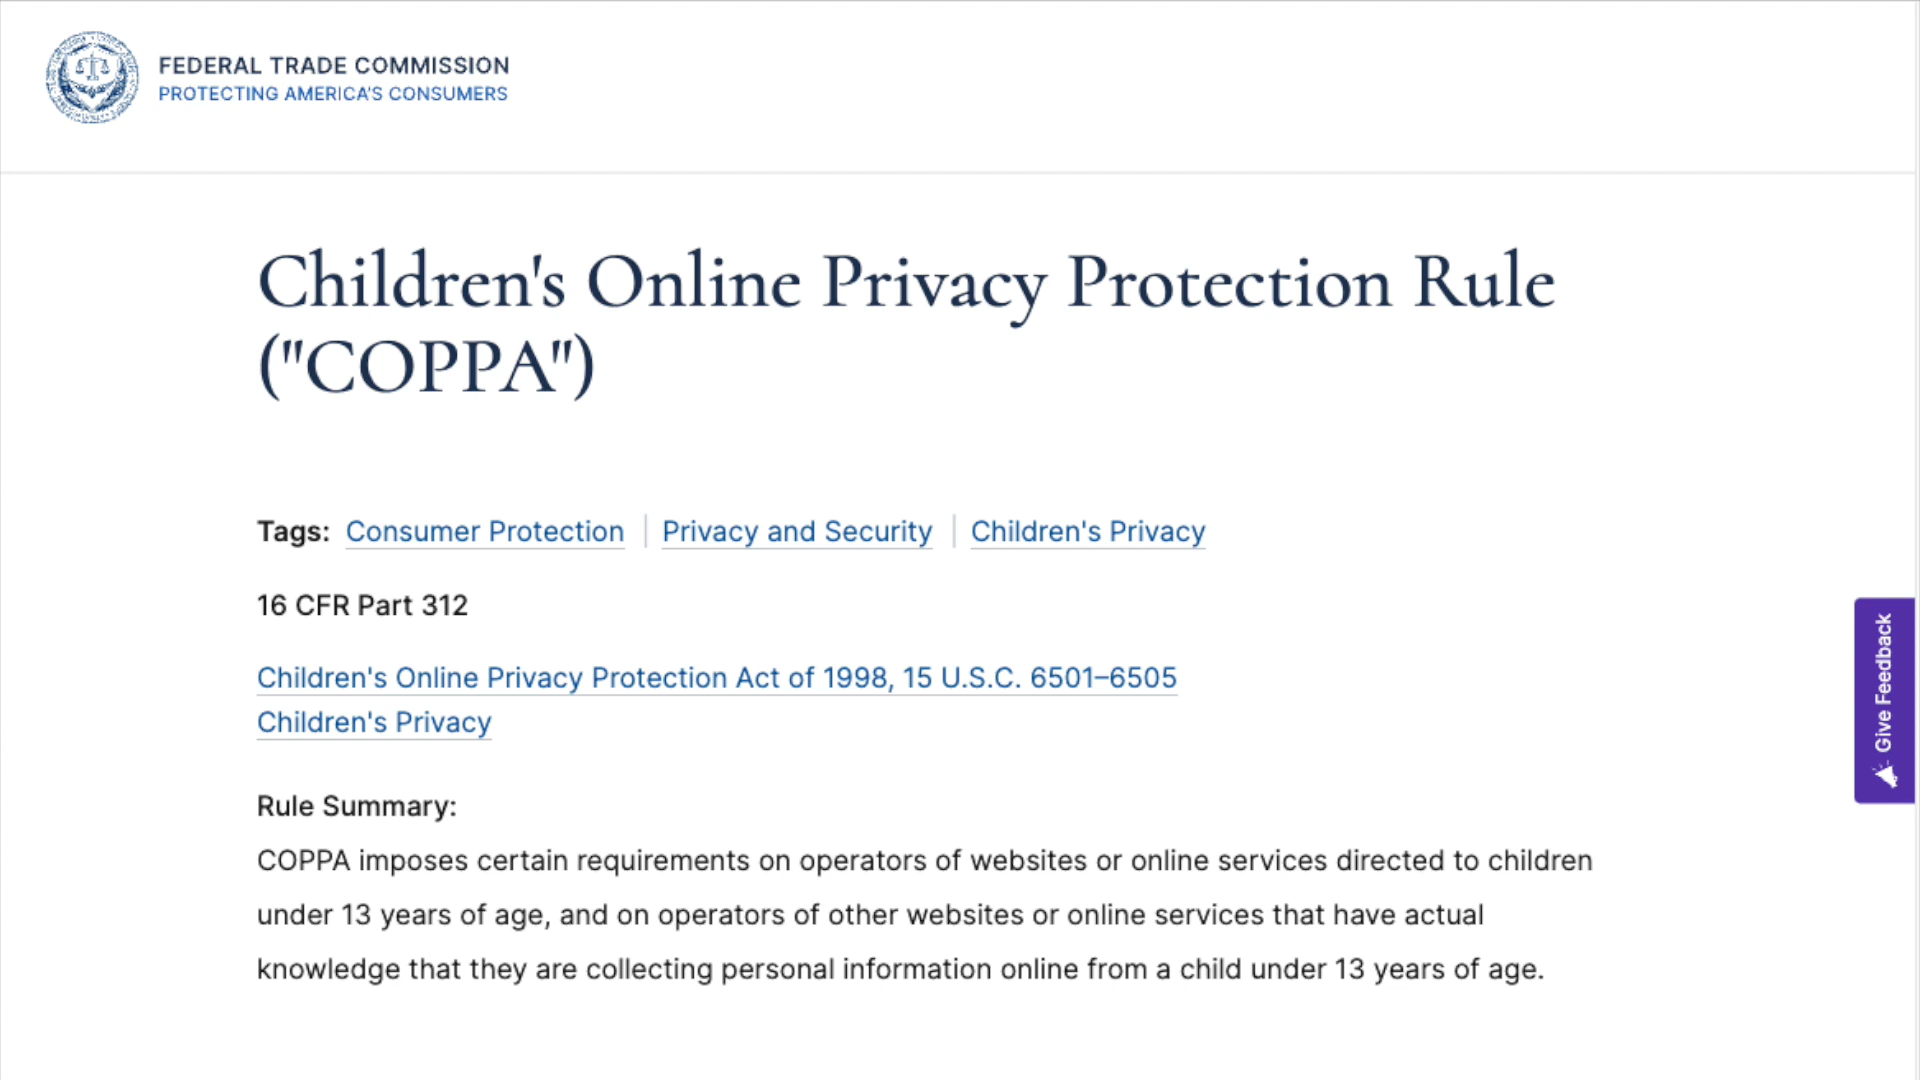 FEDERAL TRADE COMMISSION
PROTECTING AMERICA'S CONSUMERS
Children's Online Privacy Protection Rule
("COPPA")
Tags: Consumer Protection | Privacy and Security | Children's Privacy
16 CFR Part 312
Children's Online Privacy Protection Act of 1998, 15 U.S.C. 6501–6505
Children's Privacy
Give Feedback
Rule Summary:
COPPA imposes certain requirements on operators of websites or online services directed to children
under 13 years of age, and on operators of other websites or online services that have actual
knowledge that they are collecting personal information online from a child under 13 years of age.